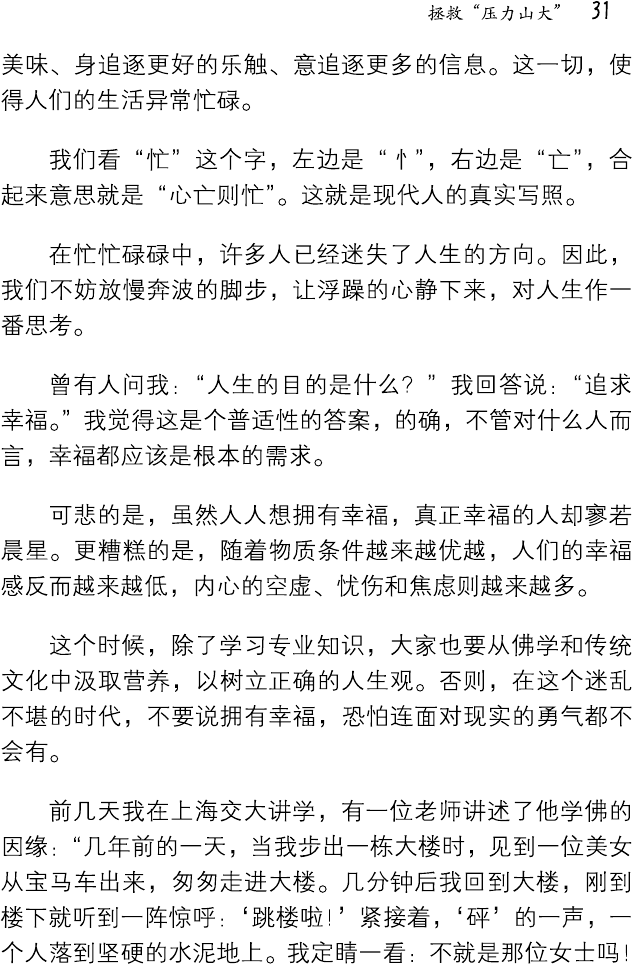 拯救“压力山大” 31
美味、身追逐更好的乐触、意追逐更多的信息。这一切，使
得人们的生活异常忙碌。
我们看“忙”这个字，左边是“忄”，右边是“亡”，合
起来意思就是“心亡则忙”。这就是现代人的真实写照。
在忙忙碌碌中，许多人已经迷失了人生的方向。因此，
我们不妨放慢奔波的脚步，让浮躁的心静下来，对人生作一
番思考。
曾有人问我：“人生的目的是什么？”我回答说：“追求
幸福。”我觉得这是个普适性的答案，的确，不管对什么人而
言，幸福都应该是根本的需求。
可悲的是，虽然人人想拥有幸福，真正幸福的人却寥若
晨星。更糟糕的是，随着物质条件越来越优越，人们的幸福
感反而越来越低，内心的空虚、忧伤和焦虑则越来越多。
这个时候，除了学习专业知识，大家也要从佛学和传统
文化中汲取营养，以树立正确的人生观。否则，在这个迷乱
不堪的时代，不要说拥有幸福，恐怕连面对现实的勇气都不
会有。
前几天我在上海交大讲学，有一位老师讲述了他学佛的
因缘：“几年前的一天，当我步出一栋大楼时，见到一位美女
从宝马车出来，匆匆走进大楼。几分钟后我回到大楼，刚到
楼下就听到一阵惊呼：‘跳楼啦！’紧接着，‘砰’的一声，一
个人落到坚硬的水泥地上。我定睛一看：不就是那位女士吗！